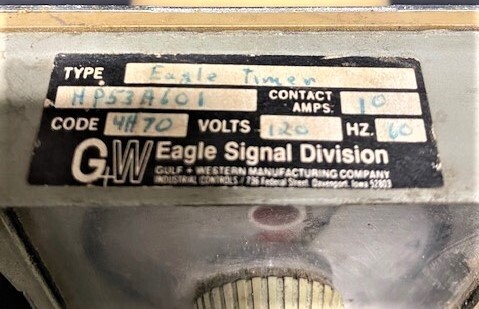 TYPE Eagle Timer
HP53A601 CONTACT AMPS. 10
CODE 4A70 VOLTS 120 HZ. 60
G+W Eagle Signal Division
GULF + WESTERN MANUFACTURING COMPANY
INDUSTRIAL CONTROLS / 736 Federal Street, Davenport, Iowa 52803